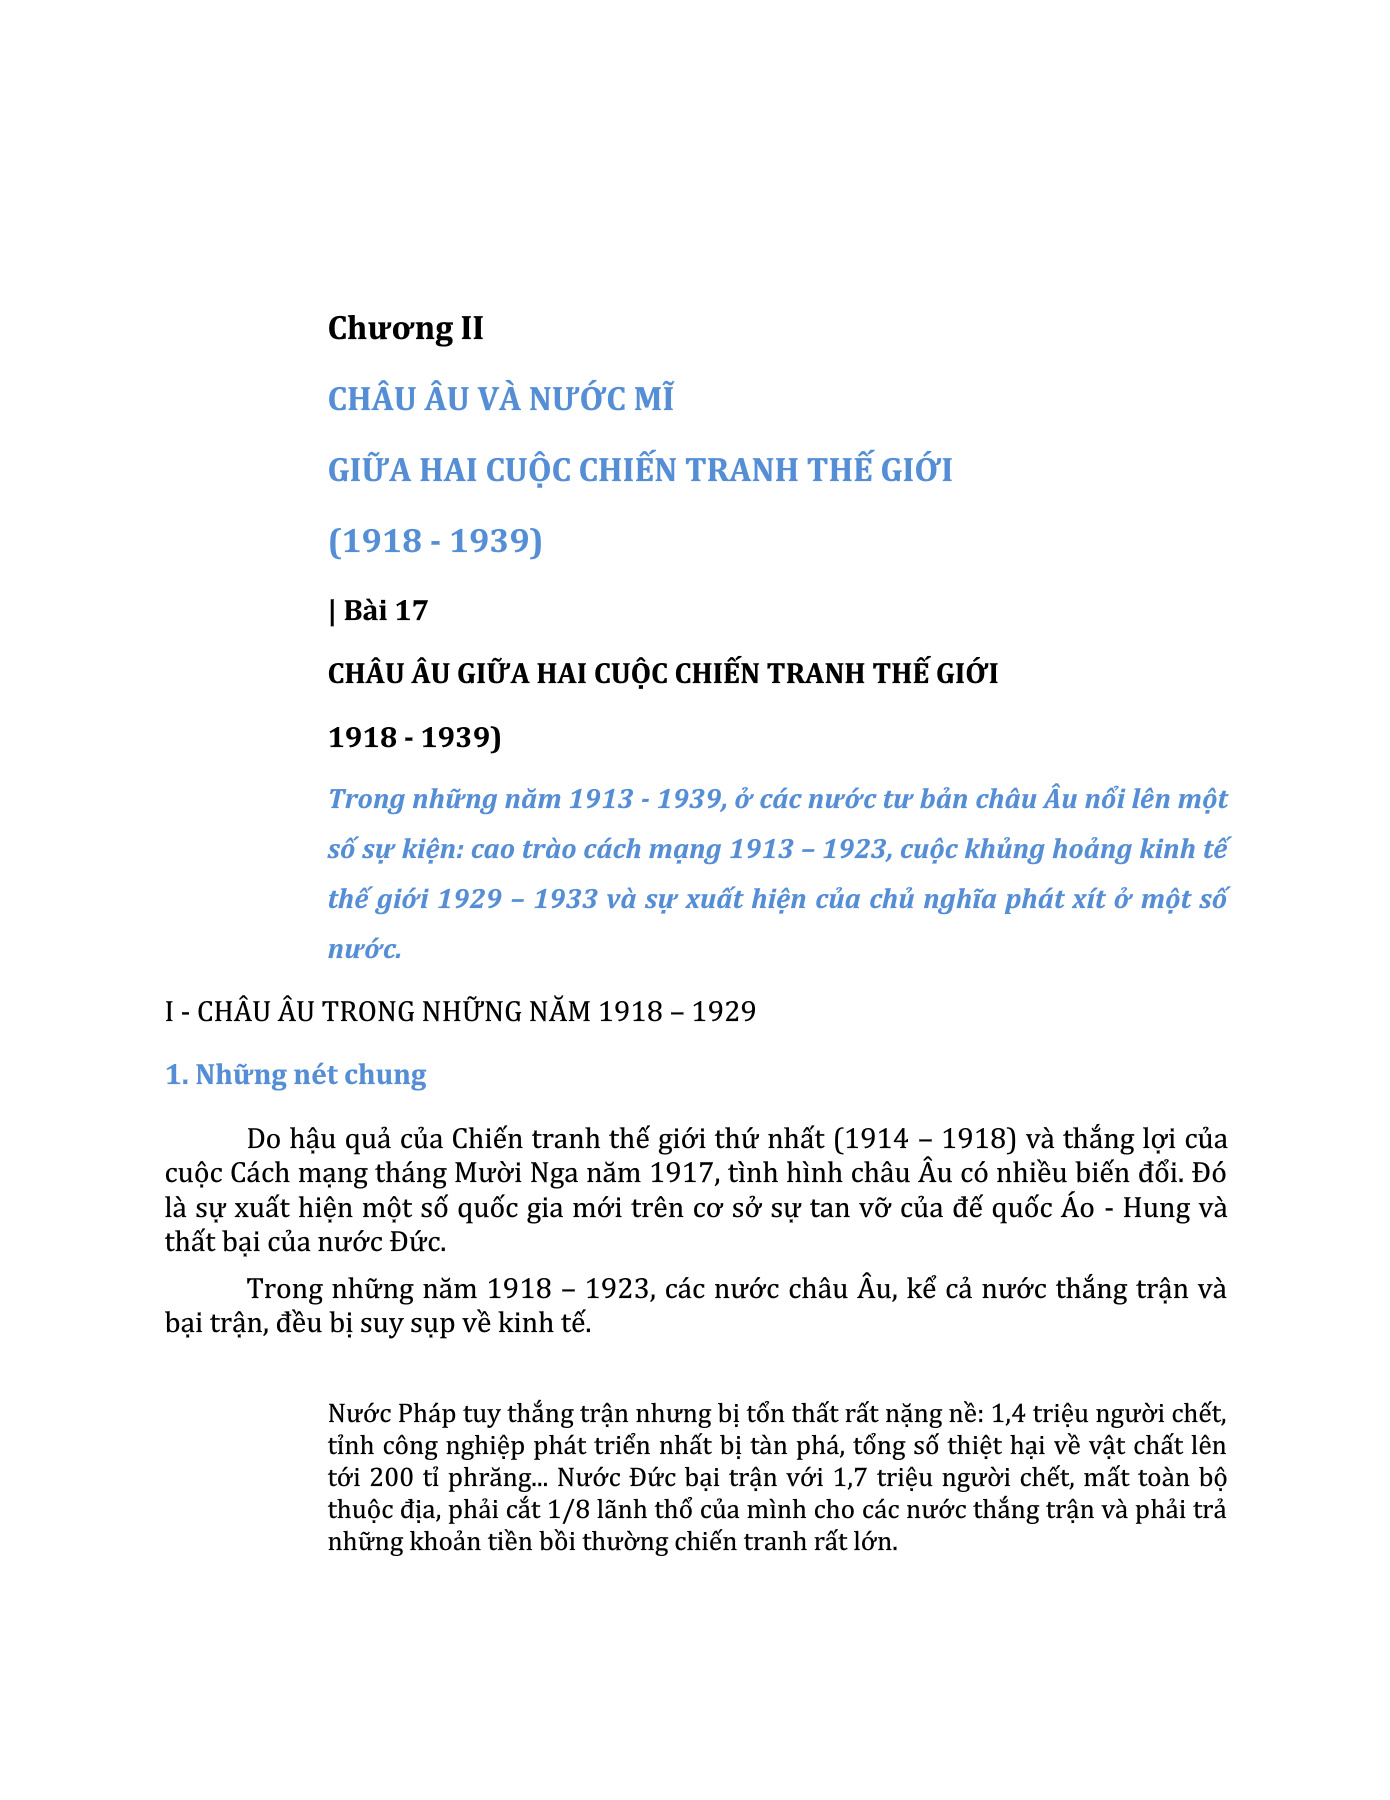 Chương II
CHÂU ÂU VÀ NƯỚC MĨ
GIỮA HAI CUỘC CHIẾN TRANH THẾ GIỚI
(1918 - 1939)
| Bài 17
CHÂU ÂU GIỮA HAI CUỘC CHIẾN TRANH THẾ GIỚI
1918 - 1939)
Trong những năm 1913 - 1939, ở các nước tư bản châu Âu nổi lên một
số sự kiện: cao trào cách mạng 1913 – 1923, cuộc khủng hoảng kinh tế
thế giới 1929 – 1933 và sự xuất hiện của chủ nghĩa phát xít ở một số
nước.
I - CHÂU ÂU TRONG NHỮNG NĂM 1918 – 1929
1. Những nét chung
Do hậu quả của Chiến tranh thế giới thứ nhất (1914 – 1918) và thắng lợi của
cuộc Cách mạng tháng Mười Nga năm 1917, tình hình châu Âu có nhiều biến đổi. Đó
là sự xuất hiện một số quốc gia mới trên cơ sở sự tan vỡ của đế quốc Áo - Hung và
thất bại của nước Đức.
Trong những năm 1918 – 1923, các nước châu Âu, kể cả nước thắng trận và
bại trận, đều bị suy sụp về kinh tế.
Nước Pháp tuy thắng trận nhưng bị tổn thất rất nặng nề: 1,4 triệu người chết,
tỉnh công nghiệp phát triển nhất bị tàn phá, tổng số thiệt hại về vật chất lên
tới 200 tỉ phrăng... Nước Đức bại trận với 1,7 triệu người chết, mất toàn bộ
thuộc địa, phải cắt 1/8 lãnh thổ của mình cho các nước thắng trận và phải trả
những khoản tiền bồi thường chiến tranh rất lớn.